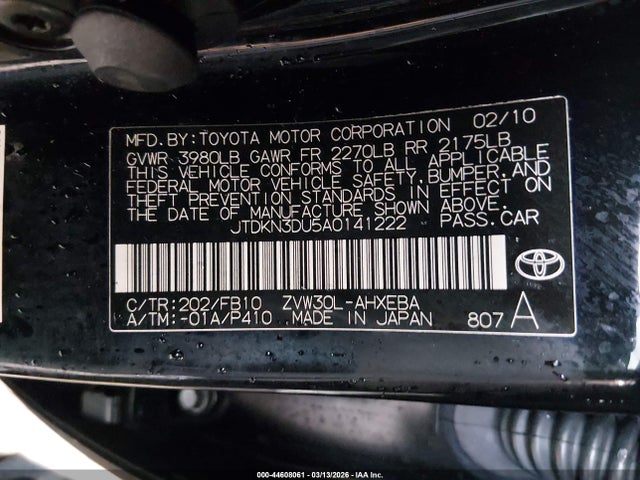 MFD.BY:TOYOTA MOTOR CORPORATION 02/10
GVWR 3980LB GAWR FR 2270LB RR 2175LB
THIS VEHICLE CONFORMS TO ALL APPLICABLE
FEDERAL MOTOR VEHICLE SAFETY,BUMPER,AND
THEFT PREVENTION STANDARDS IN EFFECT ON
THE DATE OF MANUFACTURE SHOWN ABOVE.
JTDKN3DU5A0141222 PASS.CAR
C/TR:202/FB10 ZVW30L-AHXEBA
A/TM:-01A/P410 MADE IN JAPAN 807 A
000-44608061 | 03/13/2026 - IAA Inc.